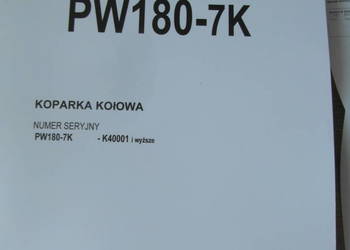 PW180-7K
KOPARKA KOŁOWA
NUMER SERYJNY
PW180-7K - K40001 i wyższe